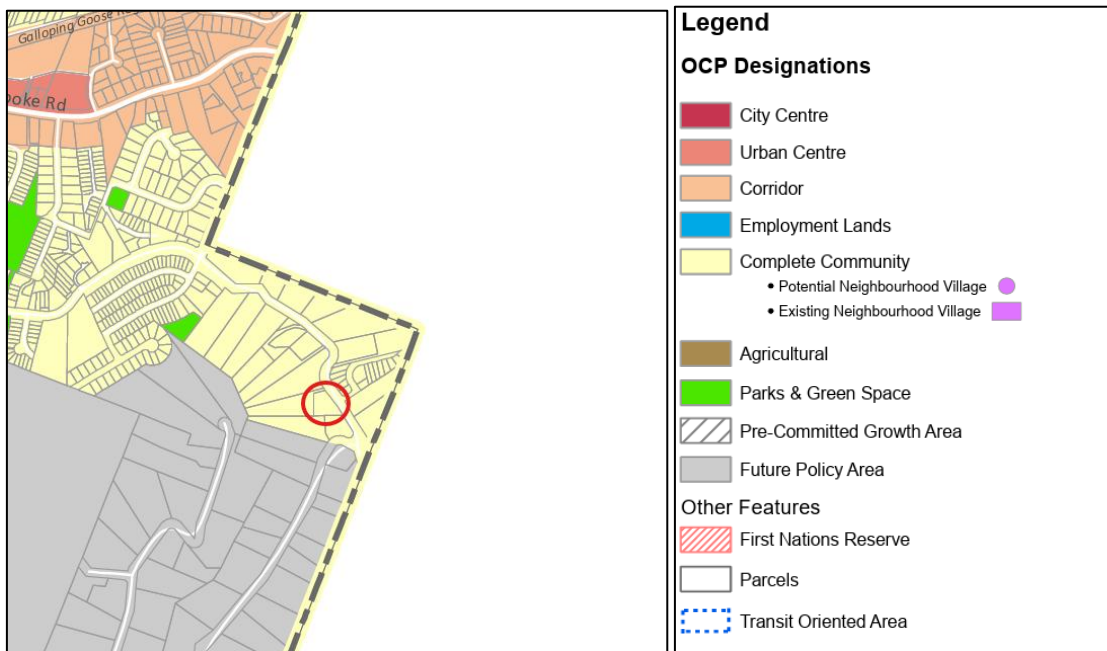 Galloping Goose Reg
ooke Rd
Legend
OCP Designations
City Centre
Urban Centre
Corridor
Employment Lands
Complete Community
• Potential Neighbourhood Village
• Existing Neighbourhood Village
Agricultural
Parks & Green Space
Pre-Committed Growth Area
Future Policy Area
Other Features
First Nations Reserve
Parcels
Transit Oriented Area